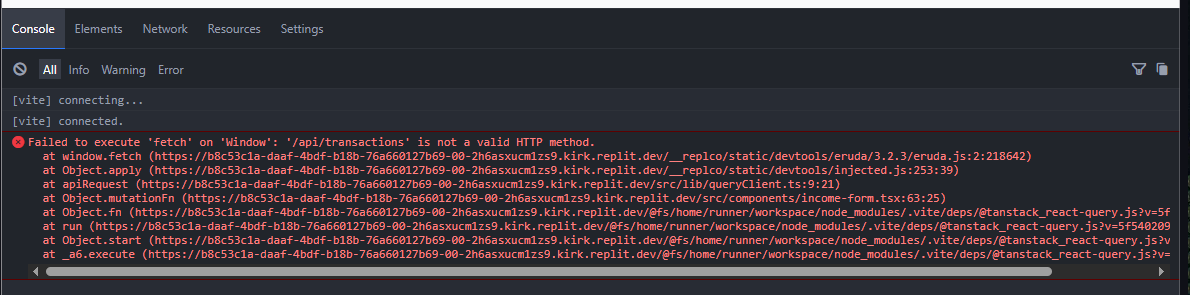 Console Elements Network Resources Settings
All Info Warning Error
[vite] connecting...
[vite] connected.
Failed to execute 'fetch' on 'Window': '/api/transactions' is not a valid HTTP method.
at window.fetch (https://b8c53c1a-daaf-4bdf-b18b-76a660127b69-00-2h6asxucm1zs9.kirk.replit.dev/__replco/static/devtools/eruda/3.2.3/eruda.js:2:218642)
at Object.apply (https://b8c53c1a-daaf-4bdf-b18b-76a660127b69-00-2h6asxucm1zs9.kirk.replit.dev/__replco/static/devtools/injected.js:253:39)
at apiRequest (https://b8c53c1a-daaf-4bdf-b18b-76a660127b69-00-2h6asxucm1zs9.kirk.replit.dev/src/lib/queryClient.ts:9:21)
at Object.mutationFn (https://b8c53c1a-daaf-4bdf-b18b-76a660127b69-00-2h6asxucm1zs9.kirk.replit.dev/src/components/income-form.tsx:63:25)
at Object.fn (https://b8c53c1a-daaf-4bdf-b18b-76a660127b69-00-2h6asxucm1zs9.kirk.replit.dev/@fs/home/runner/workspace/node_modules/.vite/deps/@tanstack_react-query.js?v=5f
at run (https://b8c53c1a-daaf-4bdf-b18b-76a660127b69-00-2h6asxucm1zs9.kirk.replit.dev/@fs/home/runner/workspace/node_modules/.vite/deps/@tanstack_react-query.js?v=5f540209
at Object.start (https://b8c53c1a-daaf-4bdf-b18b-76a660127b69-00-2h6asxucm1zs9.kirk.replit.dev/@fs/home/runner/workspace/node_modules/.vite/deps/@tanstack_react-query.js?v
at _a6.execute (https://b8c53c1a-daaf-4bdf-b18b-76a660127b69-00-2h6asxucm1zs9.kirk.replit.dev/@fs/home/runner/workspace/node_modules/.vite/deps/@tanstack_react-query.js?v=